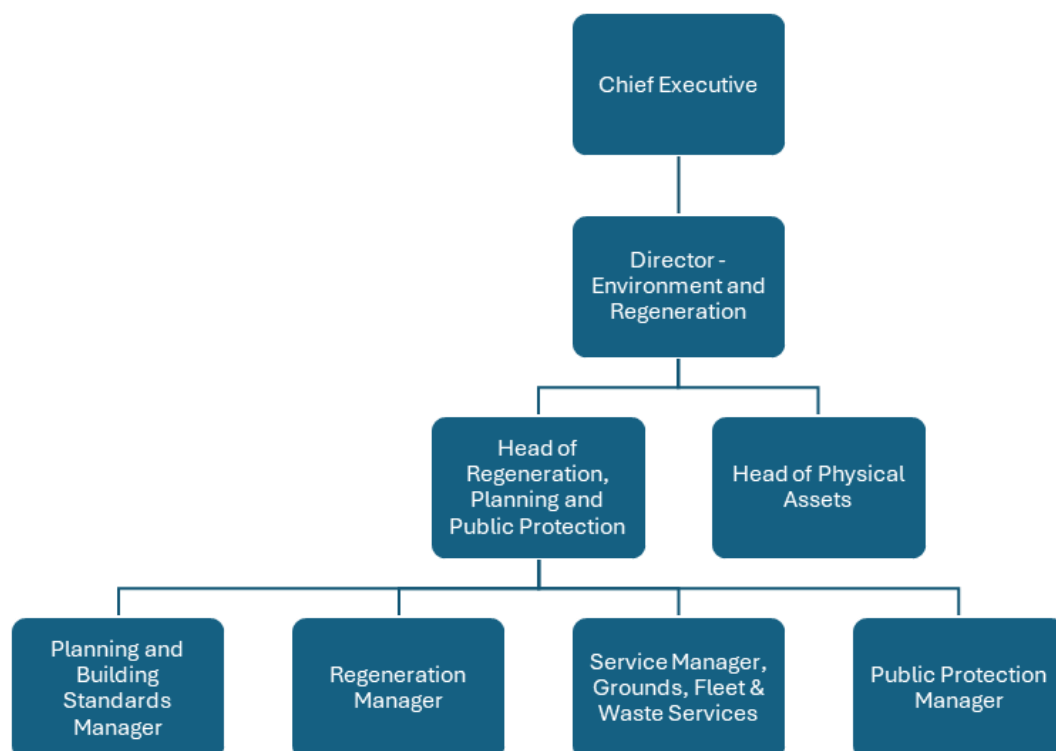 Chief Executive
Director -
Environment and
Regeneration
Head of
Regeneration,
Planning and
Public Protection
Head of Physical
Assets
Planning and
Building
Standards
Manager
Regeneration
Manager
Service Manager,
Grounds, Fleet &
Waste Services
Public Protection
Manager